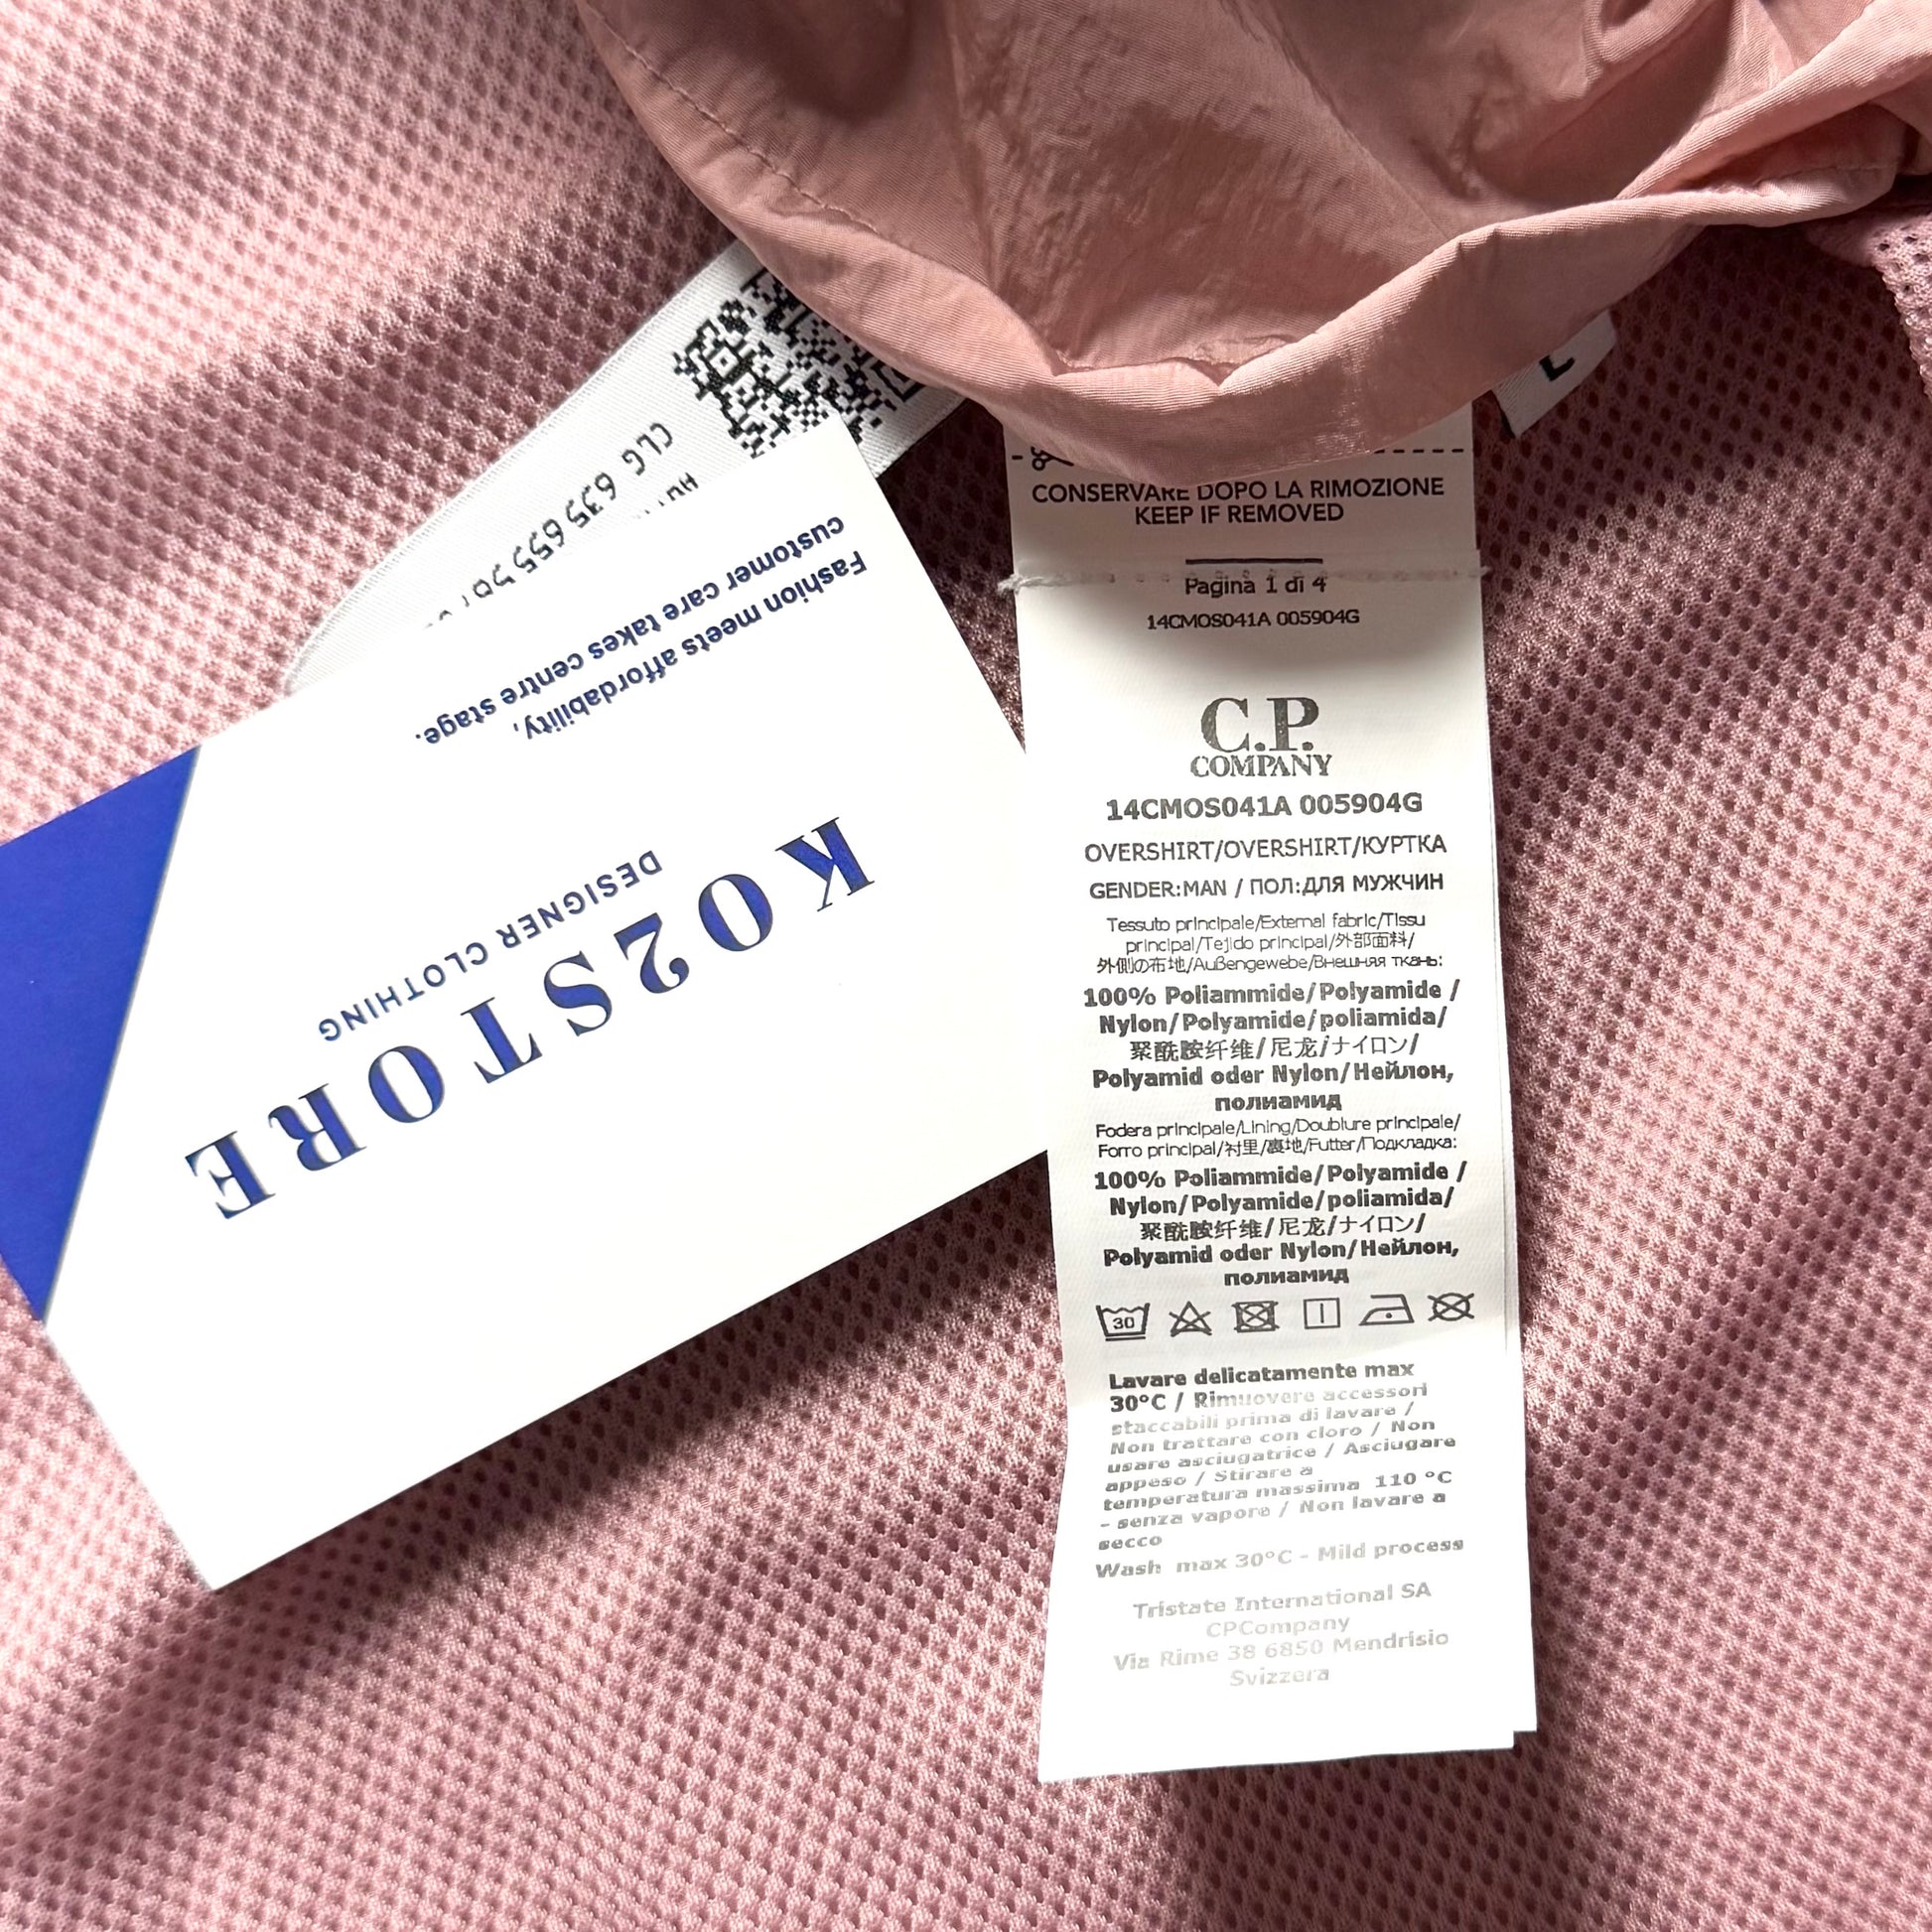 CLG 635 655
Fashion meets affordability,
customer care takes centre stage.
KO2STORE
DESIGNER CLOTHING
L
CONSERVARE DOPO LA RIMOZIONE
KEEP IF REMOVED
Pagina 1 di 4
14CMOS041A 005904G
C.P.
COMPANY
14CMOS041A 005904G
OVERSHIRT/OVERSHIRT/КУРТКА
GENDER:MAN / ПОЛ:ДЛЯ МУЖЧИН
Tessuto principale/External fabric/Tissu
principal/Tejido principal/外部面料/
外側の布地/Außengewebe/Внешняя ткань:
100% Poliammide/Polyamide /
Nylon/Polyamide/poliamida/
聚酰胺纤维/尼龙/ナイロン/
Polyamid oder Nylon/Нейлон,
полиамид
Fodera principale/Lining/Doublure principale/
Forro principal/衬里/裏地/Futter/Подкладка:
100% Poliammide/Polyamide /
Nylon/Polyamide/poliamida/
聚酰胺纤维/尼龙/ナイロン/
Polyamid oder Nylon/Нейлон,
полиамид
30
Lavare delicatamente max
30°C / Rimuovere accessori
staccabili prima di lavare /
Non trattare con cloro / Non
usare asciugatrice / Asciugare
appeso / Stirare a
temperatura massima 110 °C
- senza vapore / Non lavare a
secco
Wash max 30°C - Mild process
Tristate International SA
CPCompany
Via Rime 38 6850 Mendrisio
Svizzera